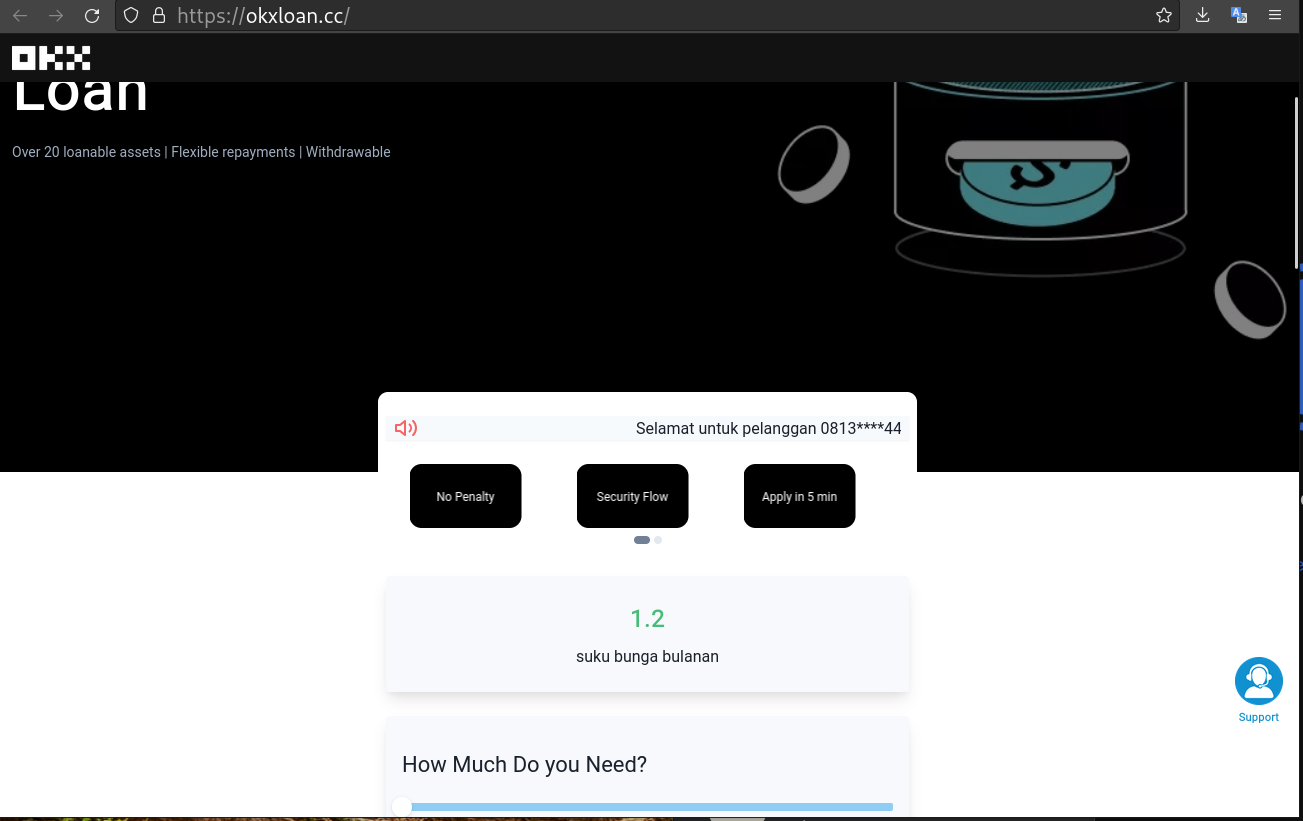 https://okxloan.cc/
OKX
Loan
Over 20 loanable assets | Flexible repayments | Withdrawable
$
Selamat untuk pelanggan 0813****44
No Penalty
Security Flow
Apply in 5 min
1.2
suku bunga bulanan
Support
How Much Do you Need?